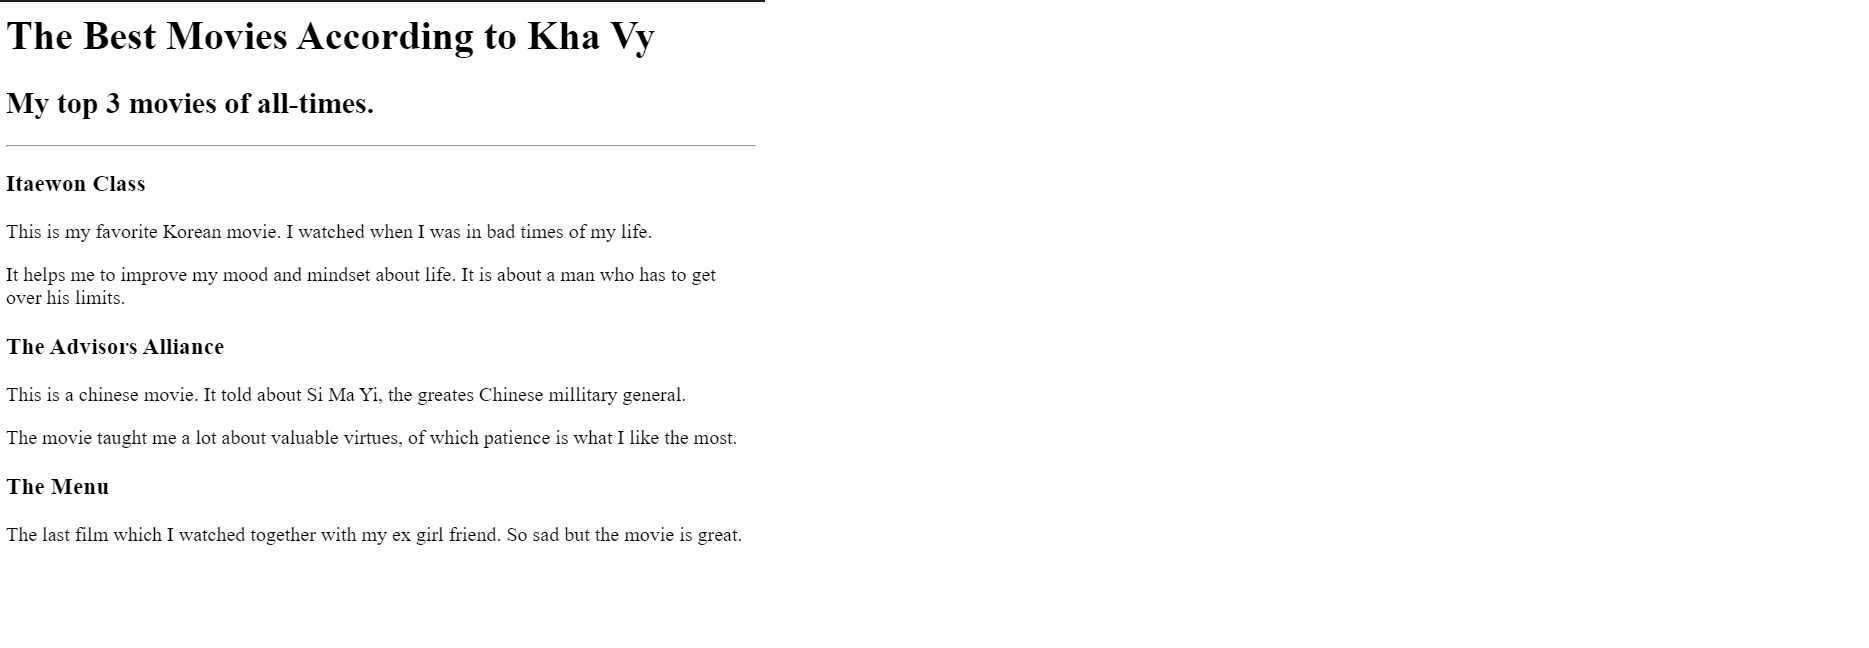 The Best Movies According to Kha Vy
My top 3 movies of all-times.
Itaewon Class
This is my favorite Korean movie. I watched when I was in bad times of my life.
It helps me to improve my mood and mindset about life. It is about a man who has to get
over his limits.
The Advisors Alliance
This is a chinese movie. It told about Si Ma Yi, the greates Chinese millitary general.
The movie taught me a lot about valuable virtues, of which patience is what I like the most.
The Menu
The last film which I watched together with my ex girl friend. So sad but the movie is great.